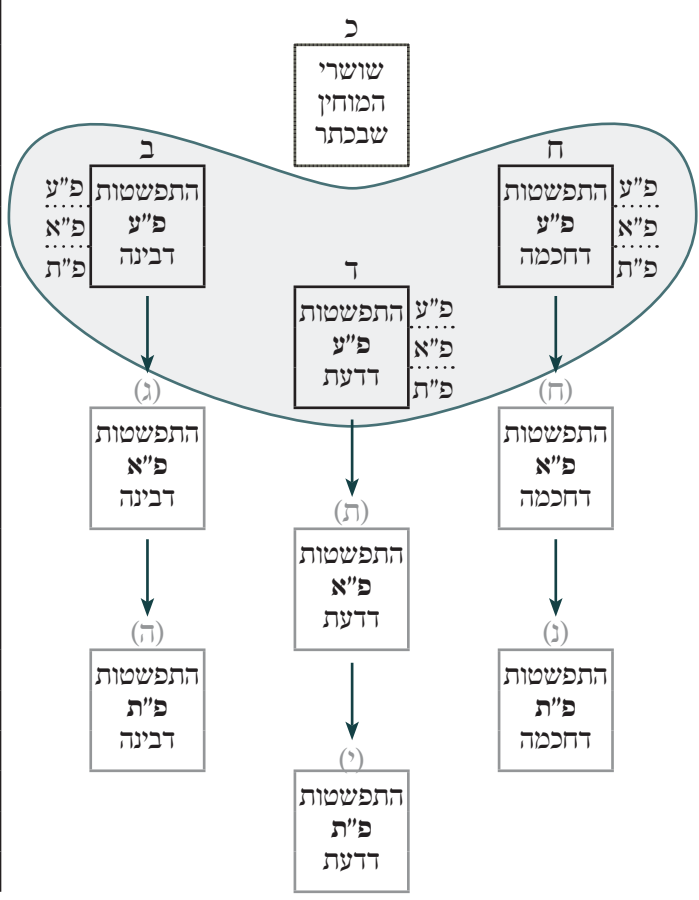 כ
שושרי
המוחין
שבכתר
ח
התפשטות
פ״ע
דחכמה
פ״ע
פ״א
פ״ת
ב
התפשטות
פ״ע
דבינה
פ״ע
פ״א
פ״ת
ד
התפשטות
פ״ע
דדעת
פ״ע
פ״א
פ״ת
(ח)
התפשטות
פ״א
דחכמה
(ג)
התפשטות
פ״א
דבינה
(ת)
התפשטות
פ״א
דדעת
(נ)
התפשטות
פ״ת
דחכמה
(ה)
התפשטות
פ״ת
דבינה
(י)
התפשטות
פ״ת
דדעת